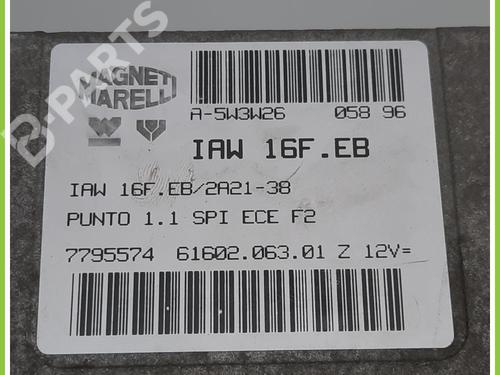 B-PARTS
MAGNETI
MARELLI
A-5W3W26 058 96
IAW 16F.EB
IAW 16F.EB/2A21-38
PUNTO 1.1 SPI ECE F2
7795574 61602.063.01 Z 12V=